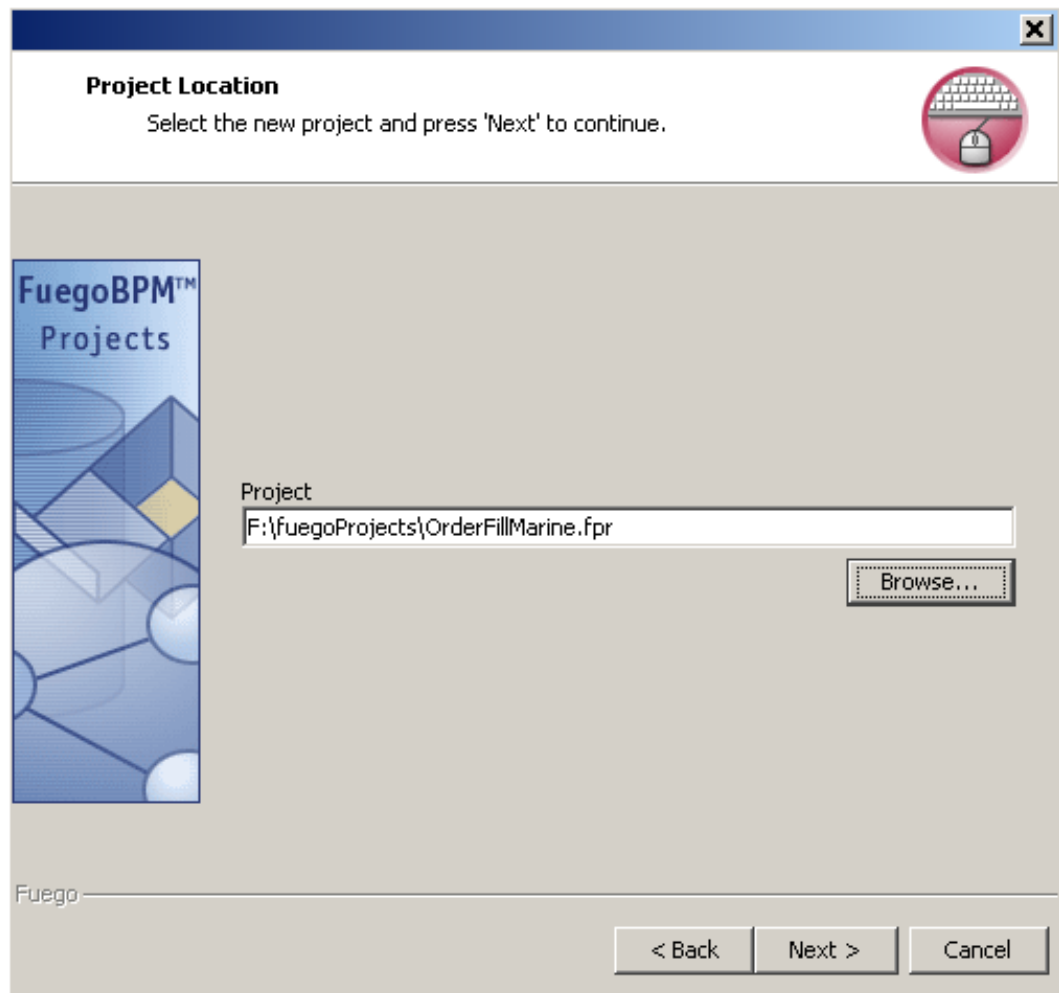 Project Location
Select the new project and press 'Next' to continue.
FuegoBPM™
Projects
Project
F:\fuegoProjects\OrderFillMarine.fpr
Browse...
Fuego
< Back Next > Cancel